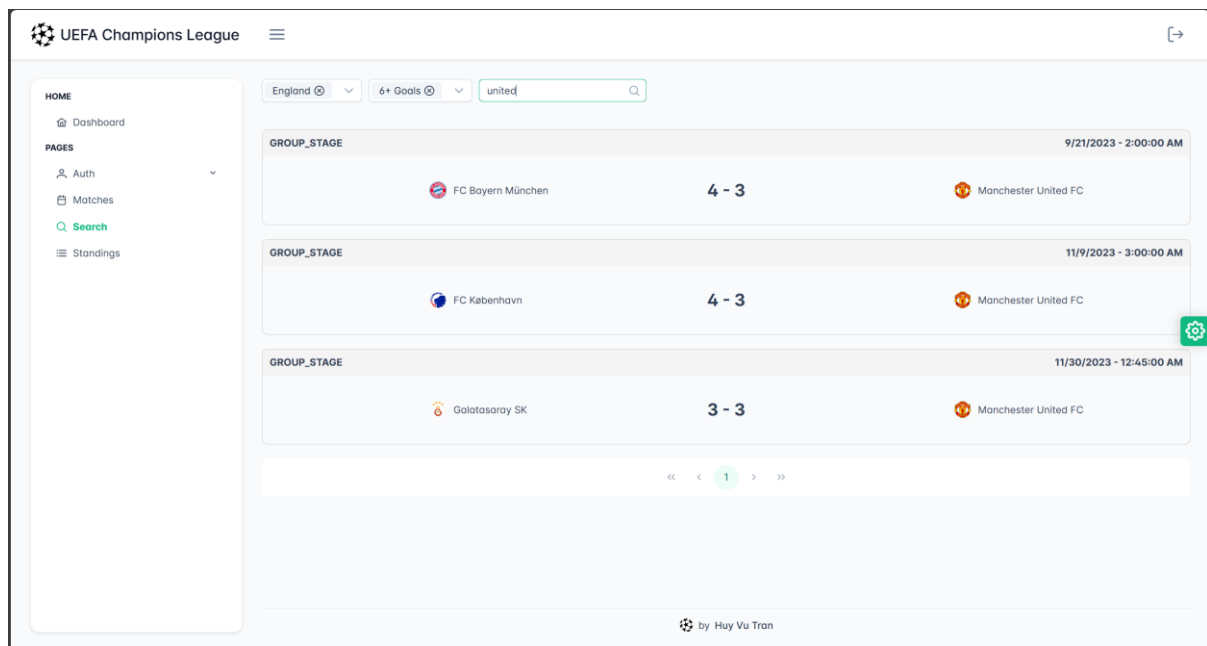 UEFA Champions League
HOME
Dashboard
PAGES
Auth
Matches
Search
Standings
England
6+ Goals
united
GROUP_STAGE 9/21/2023 - 2:00:00 AM
FC Bayern München 4 - 3 Manchester United FC
GROUP_STAGE 11/9/2023 - 3:00:00 AM
FC København 4 - 3 Manchester United FC
GROUP_STAGE 11/30/2023 - 12:45:00 AM
Galatasaray SK 3 - 3 Manchester United FC
« ‹ 1 › »
by Huy Vu Tran